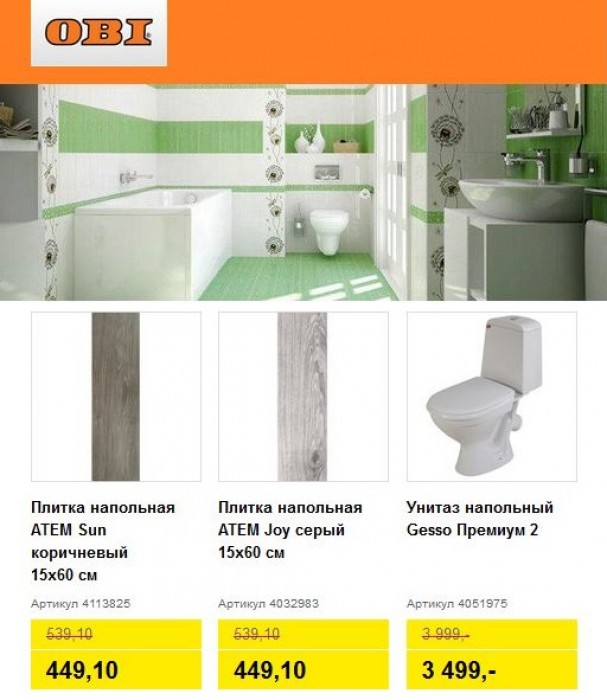 OBI
Плитка напольная
ATEM Sun
коричневый
15x60 см
Артикул 4113825
539,10
449,10
Плитка напольная
ATEM Joy серый
15x60 см
Артикул 4032983
539,10
449,10
Унитаз напольный
Gesso Премиум 2
Артикул 4051975
3 999,-
3 499,-